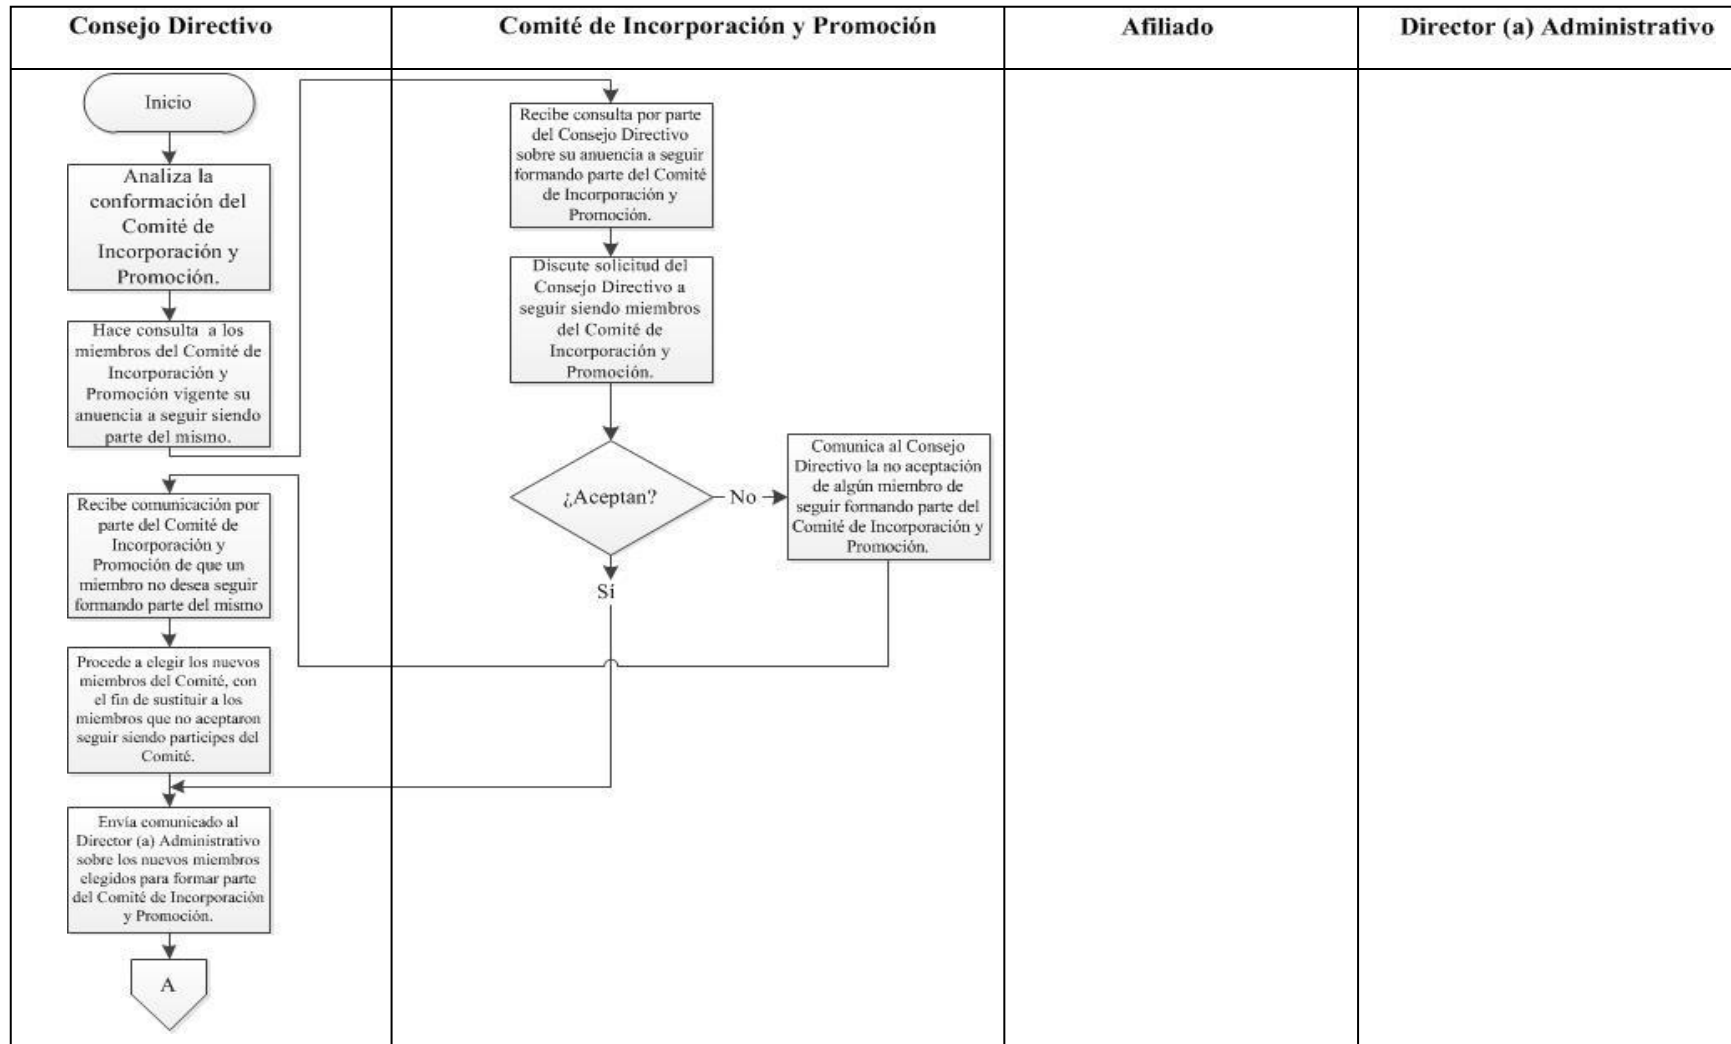 Consejo Directivo
Comité de Incorporación y Promoción
Afiliado
Director (a) Administrativo
Inicio
Analiza la
conformación del
Comité de
Incorporación y
Promoción.
Hace consulta a los
miembros del Comité de
Incorporación y
Promoción vigente su
anuencia a seguir siendo
parte del mismo.
Recibe consulta por parte
del Consejo Directivo
sobre su anuencia a seguir
formando parte del Comité
de Incorporación y
Promoción.
Discute solicitud del
Consejo Directivo a
seguir siendo miembros
del Comité de
Incorporación y
Promoción.
¿Aceptan?
No
Sí
Comunica al Consejo
Directivo la no aceptación
de algún miembro de
seguir formando parte del
Comité de Incorporación y
Promoción.
Recibe comunicación por
parte del Comité de
Incorporación y
Promoción de que un
miembro no desea seguir
formando parte del mismo
Procede a elegir los nuevos
miembros del Comité, con
el fin de sustituir a los
miembros que no aceptaron
seguir siendo participes del
Comité.
Envía comunicado al
Director (a) Administrativo
sobre los nuevos miembros
elegidos para formar parte
del Comité de Incorporación
y Promoción.
A